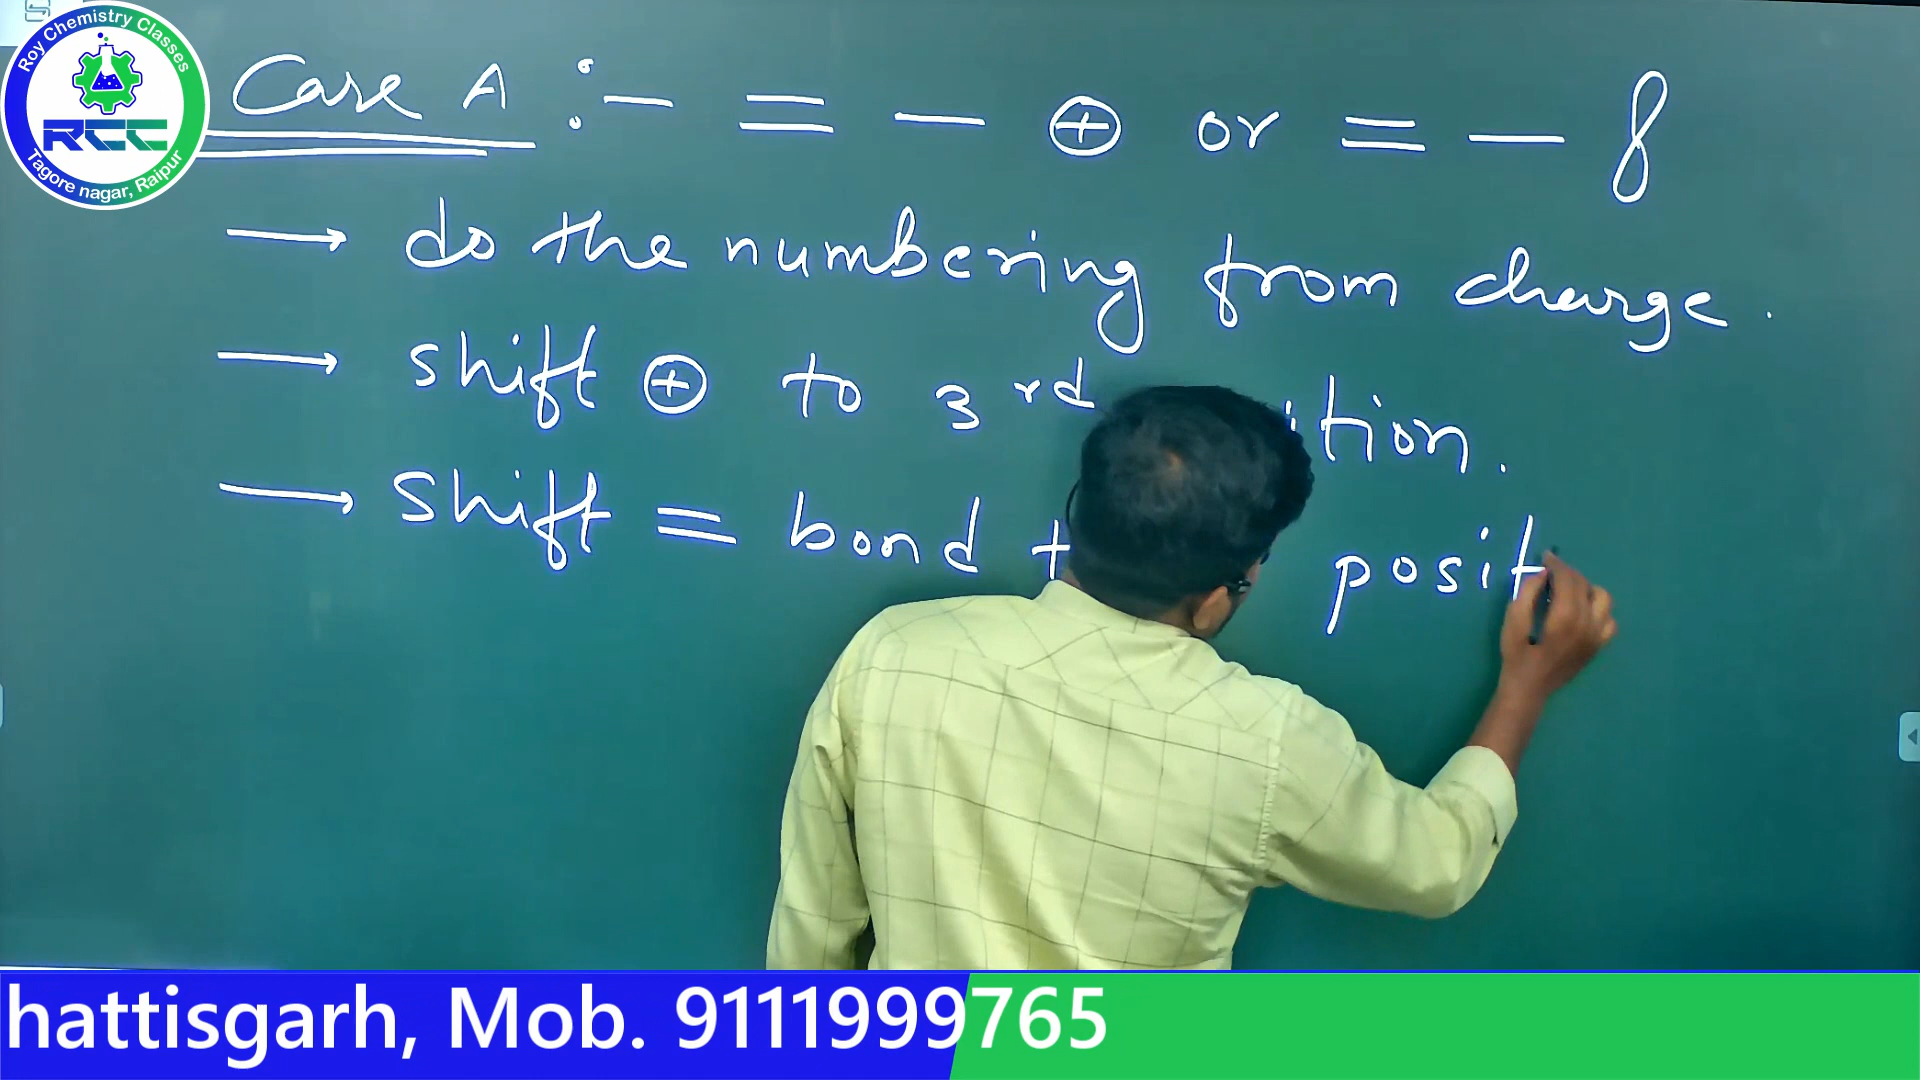 Roy Chemistry Classes
RCC
Tagore nagar, Raipur
Case A :- = - ⊕ or = - f
→ do the numbering from charge.
→ shift ⊕ to 3rd ition.
→ Shift = bond t posit
hattisgarh, Mob. 9111999765